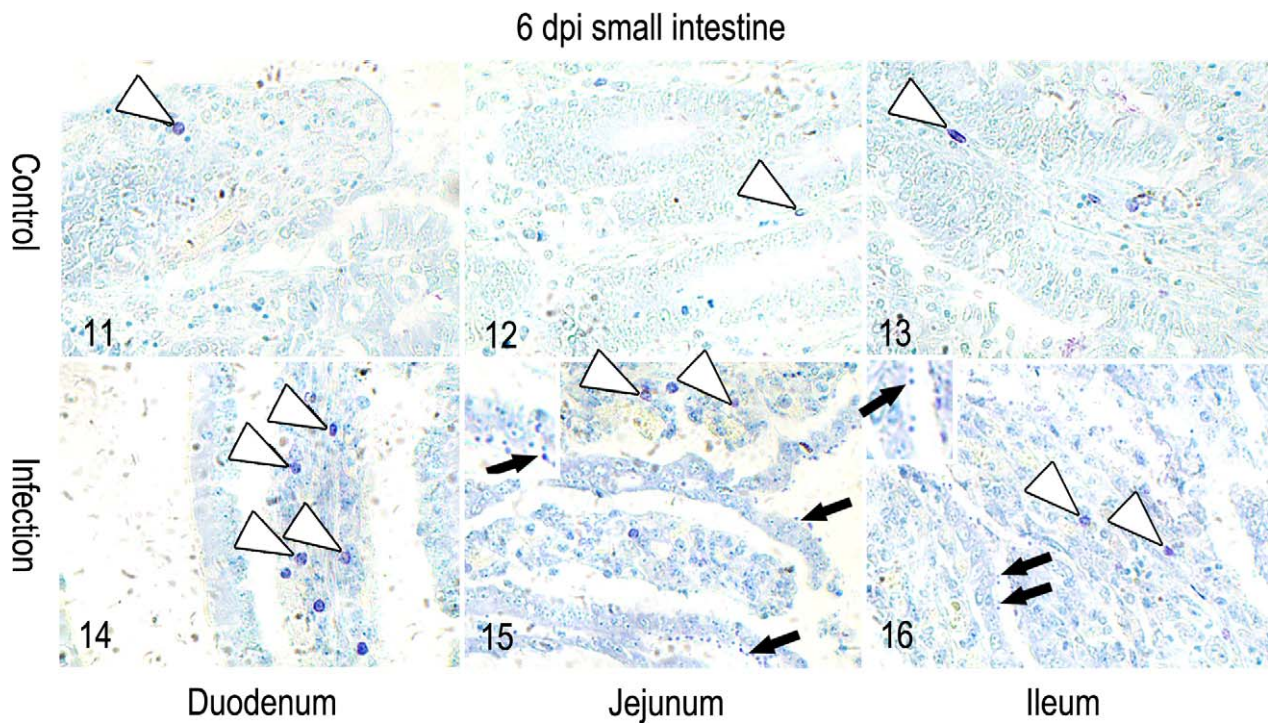 6 dpi small intestine
Control
11
12
13
Infection
14
15
16
Duodenum
Jejunum
Ileum